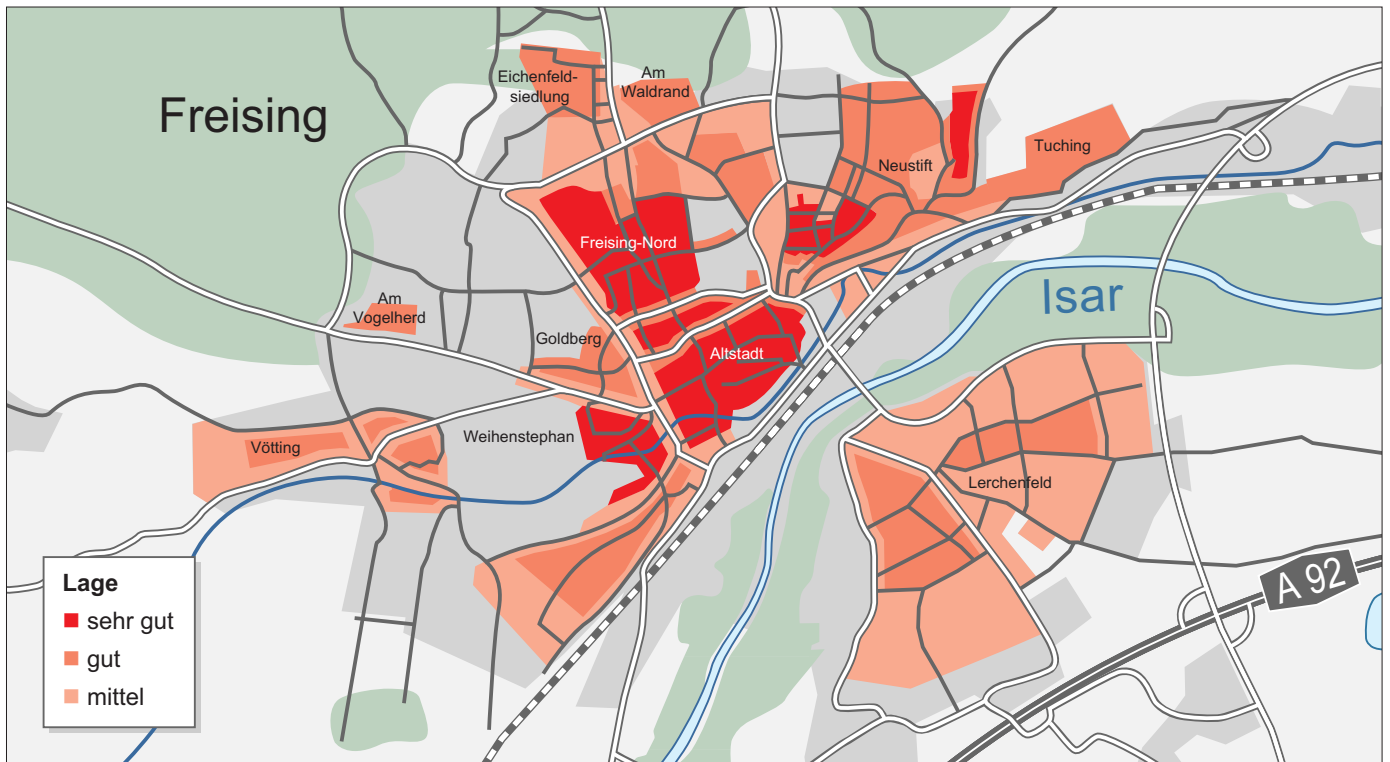 Freising
Eichenfeld-
siedlung
Am
Waldrand
Neustift
Tuching
Freising-Nord
Am
Vogelherd
Goldberg
Altstadt
Isar
Vötting
Weihenstephan
Lerchenfeld
A 92
Lage
sehr gut
gut
mittel